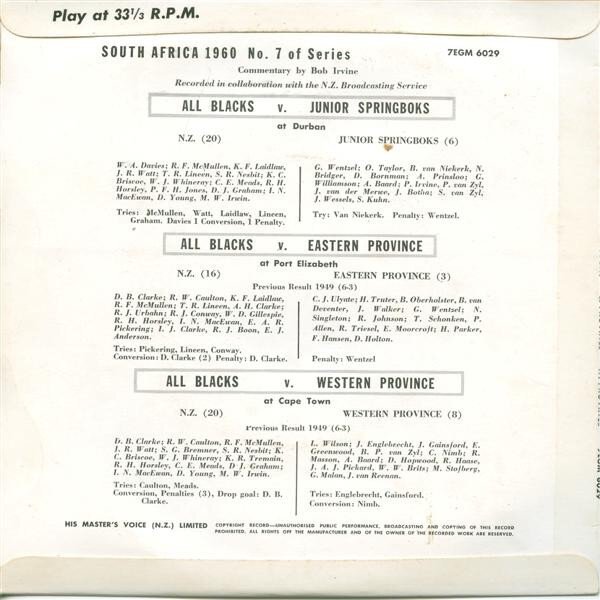 Play at 33⅓ R.P.M.
SOUTH AFRICA 1960 No. 7 of Series
7EGM 6029
Commentary by Bob Irvine
Recorded in collaboration with the N.Z. Broadcasting Service
ALL BLACKS v. JUNIOR SPRINGBOKS
at Durban
N.Z. (20)
JUNIOR SPRINGBOKS (6)
W. A. Davies; R. F. McMullen, K. F. Laidlaw,
J. R. Watt; T. R. Lineen, S. R. Nesbit; K. C.
Briscoe, W. J. Whineray; C. E. Meads, R. H.
Horsley, P. F. H. Jones, D. J. Graham; I. N.
MacEwan, D. Young, M. W. Irwin.
Tries: McMullen, Watt, Laidlaw, Lineen,
Graham. Davies 1 Conversion, 1 Penalty.
G. Wentzel; O. Taylor, B. van Niekerk, N.
Bridger, D. Bornman; A. Prinsloo; G.
Williamson; A. Baard; P. Irvine, P. van Zyl,
J. van der Merwe, J. Botha; S. van Zyl,
J. Wessels, S. Kuhn.
Try: Van Niekerk. Penalty: Wentzel.
ALL BLACKS v. EASTERN PROVINCE
at Port Elizabeth
N.Z. (16)
EASTERN PROVINCE (3)
Previous Result 1949 (6-3)
D. B. Clarke; R. W. Caulton, K. F. Laidlaw,
R. F. McMullen; T. R. Lineen, A. H. Clarke;
R. J. Urbahn; R. J. Conway, W. D. Gillespie,
R. H. Horsley, I. N. MacEwan, E. A. R.
Pickering; I. J. Clarke, R. J. Boon, E. J.
Anderson.
Tries: Pickering, Lineen, Conway.
Conversion: D. Clarke (2) Penalty: D. Clarke.
C. J. Ulyate; H. Truter, B. Oberholster, B. van
Deventer, J. Walker; G. Wentzel; N.
Singleton; R. Johnson; T. Schonken, P.
Allen, R. Triesel, E. Moorcroft; H. Parker,
F. Hansen, D. Holton.
Penalty: Wentzel
ALL BLACKS v. WESTERN PROVINCE
at Cape Town
N.Z. (20)
WESTERN PROVINCE (8)
Previous Result 1949 (6-3)
D. B. Clarke; R. W. Caulton, R. F. McMullen,
J. R. Watt; S. G. Bremner, S. R. Nesbit; K.
C. Briscoe, W. J. Whineray; K. R. Tremain,
R. H. Horsley, C. E. Meads, D J. Graham;
I. N. MacEwan, D. Young, M. W. Irwin.
Tries: Caulton, Meads.
Conversion, Penalties (3), Drop goal: D. B.
Clarke.
L. Wilson; J. Englebrecht, J. Gainsford, E.
Greenwood, B. P. van Zyl; C. Nimb; R.
Masson, A. Baard; D. Hopwood, R. Haase,
J. A. J. Pickard, W. W. Brits; M. Stofberg,
G. Malan, J. van Reenan.
Tries: Englebrecht, Gainsford.
Conversion: Nimb.
HIS MASTER'S VOICE (N.Z.) LIMITED
COPYRIGHT RECORD—UNAUTHORISED PUBLIC PERFORMANCE, BROADCASTING AND COPYING OF THIS RECORD
PROHIBITED. ALL RIGHTS OFF THE MANUFACTURER AND OF THE OWNER OF THE RECORDED WORK ARE RESERVED.